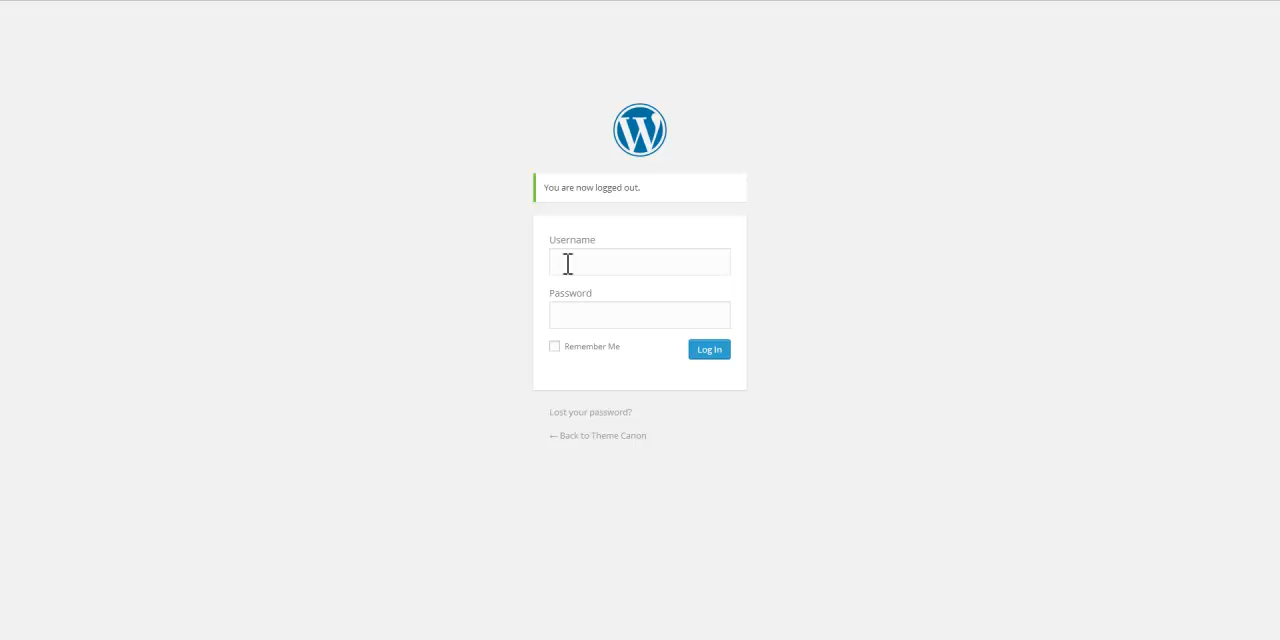 You are now logged out.
Username
Password
Remember Me
Log In
Lost your password?
← Back to Theme Canon